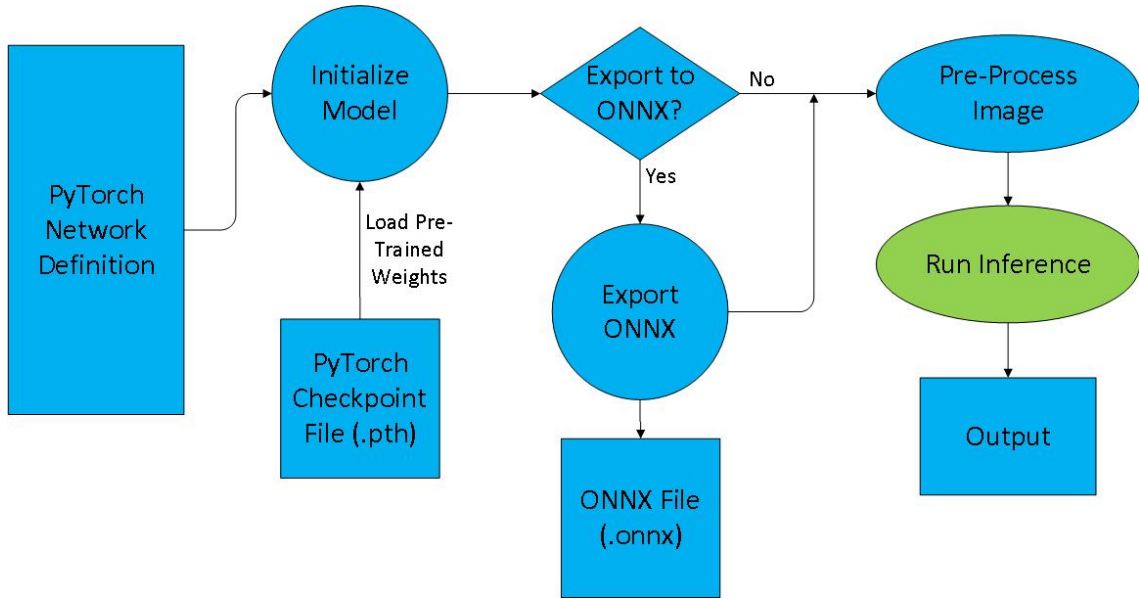 PyTorch
Network
Definition
Initialize
Model
Load Pre-
Trained
Weights
PyTorch
Checkpoint
File (.pth)
Export to
ONNX?
No
Yes
Export
ONNX
ONNX File
(.onnx)
Pre-Process
Image
Run Inference
Output